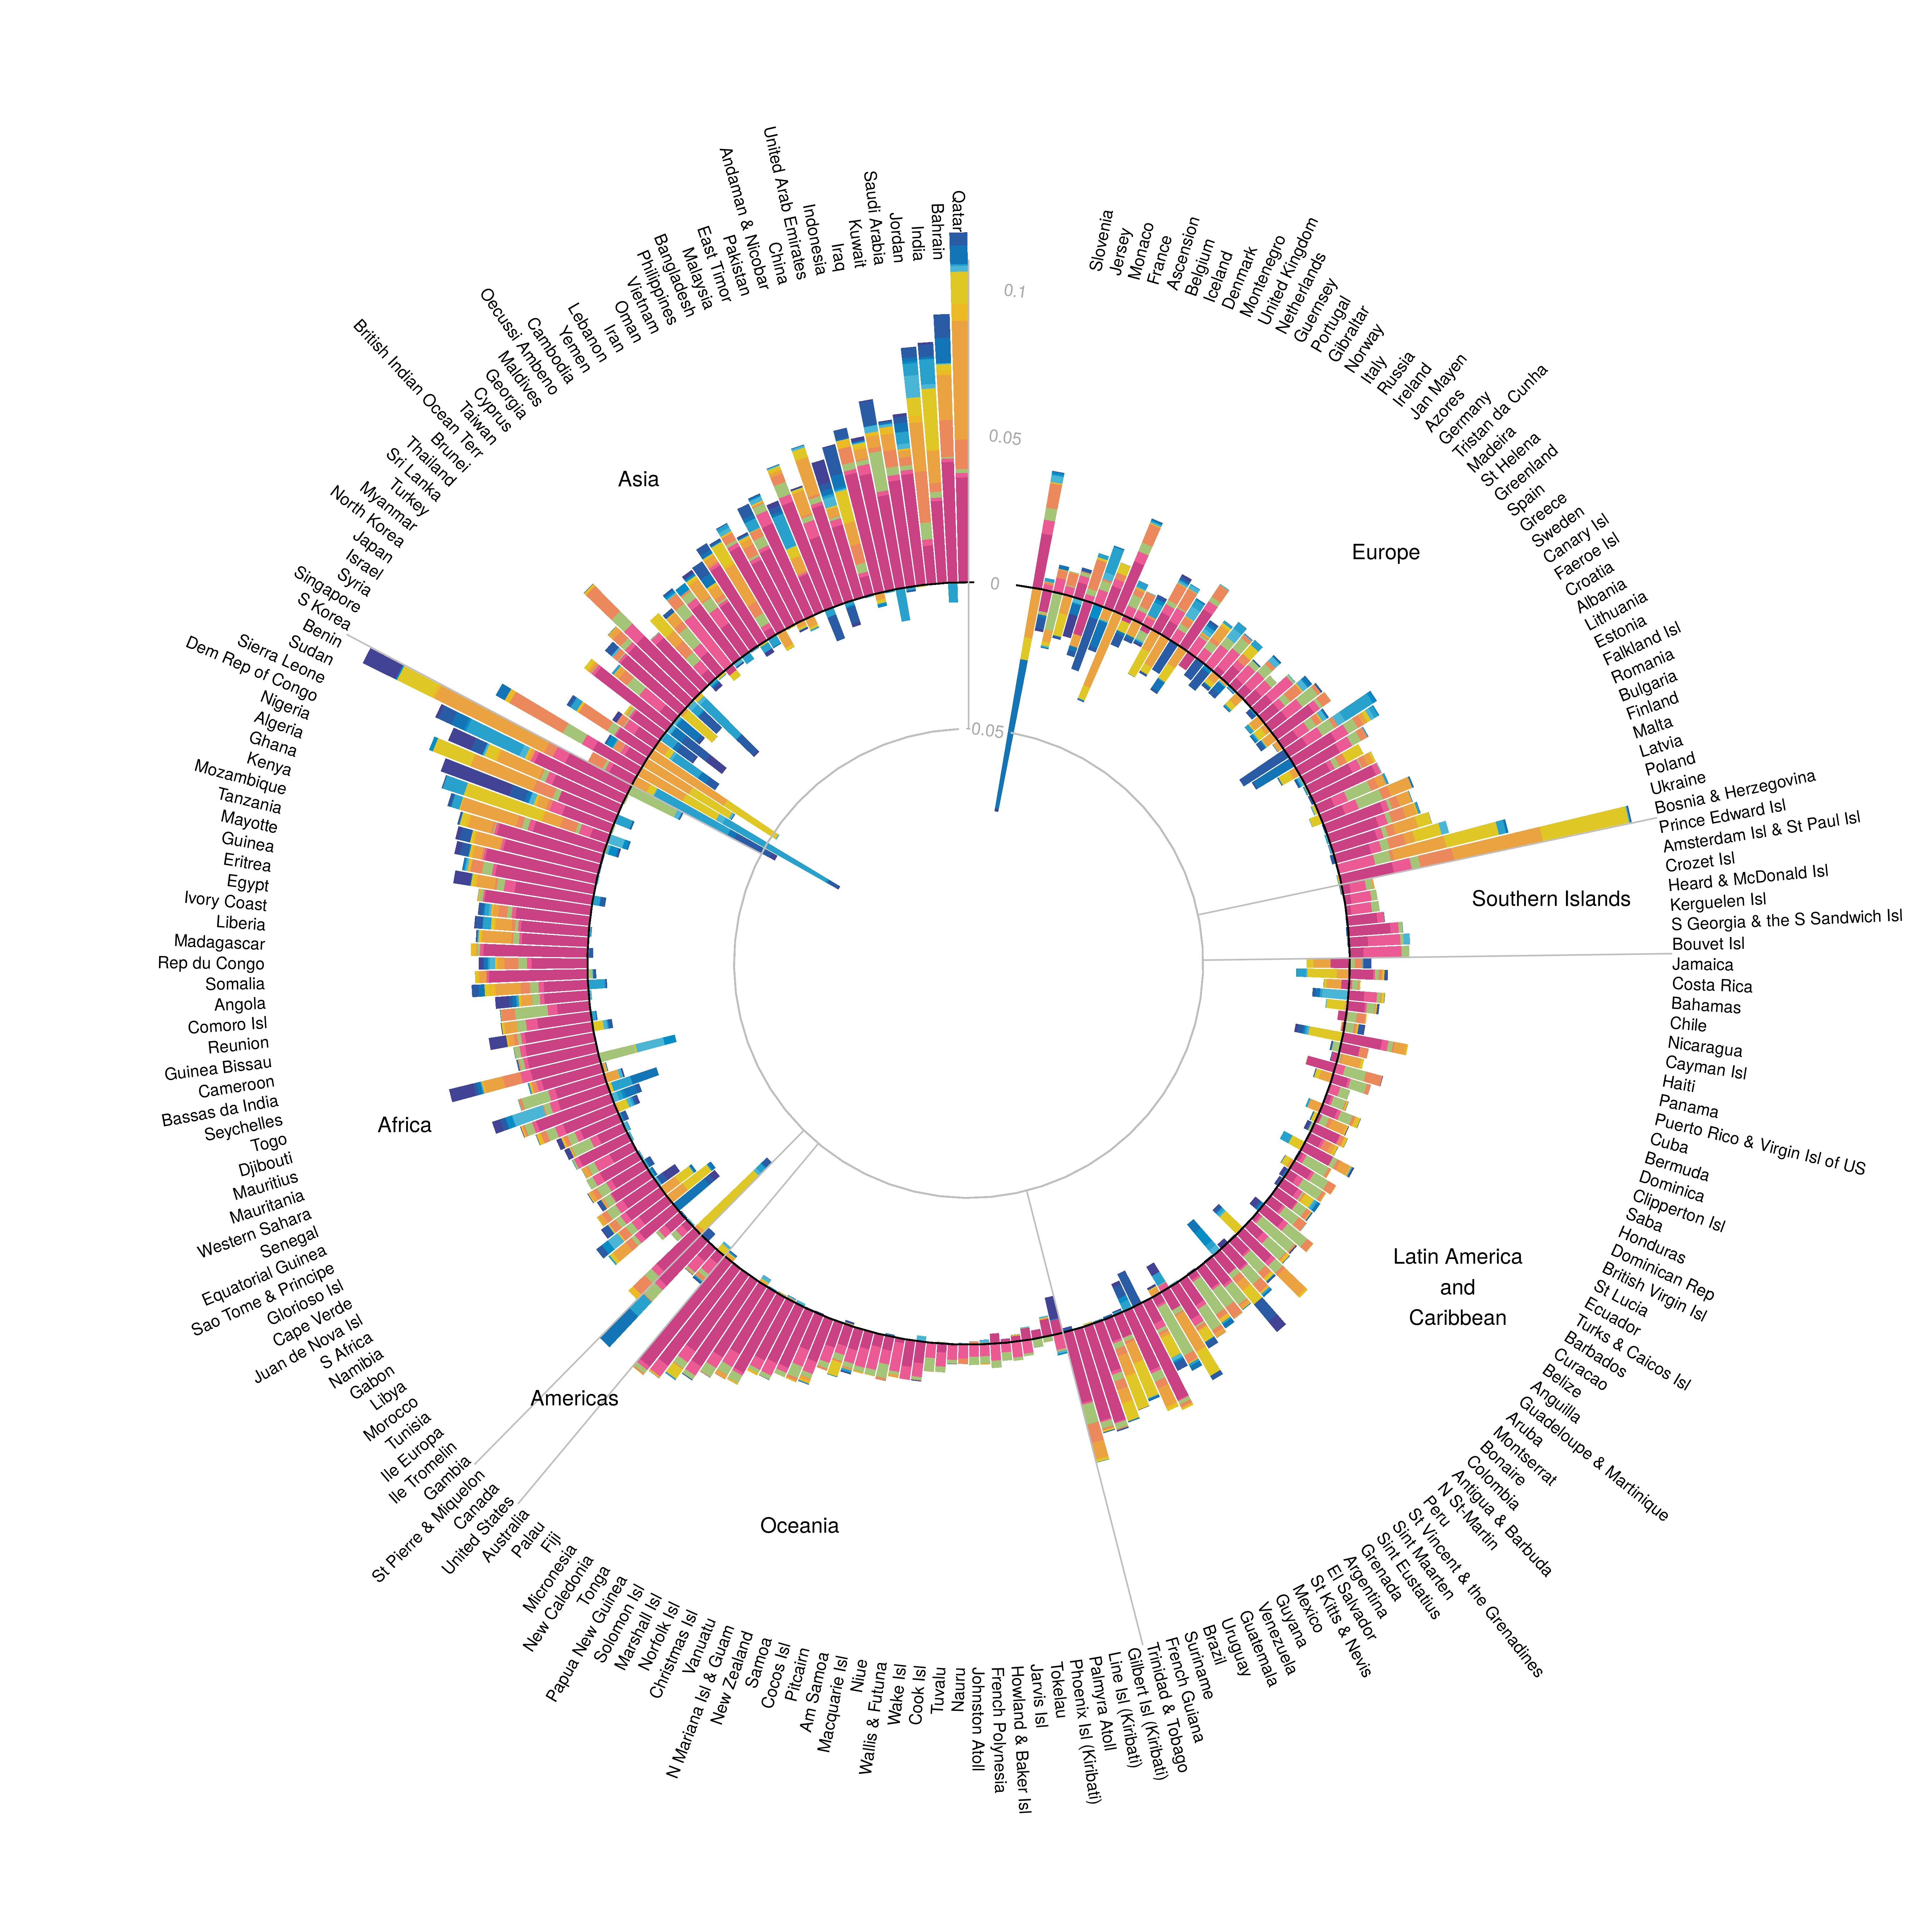 Slovenia
Jersey
Monaco
France
Ascension
Belgium
Iceland
Denmark
Montenegro
United Kingdom
Netherlands
Guernsey
Portugal
Gibraltar
Norway
Italy
Russia
Ireland
Jan Mayen
Azores
Germany
Tristan da Cunha
Madeira
St Helena
Greenland
Spain
Greece
Sweden
Canary Isl
Faeroe Isl
Croatia
Albania
Lithuania
Estonia
Falkland Isl
Romania
Bulgaria
Finland
Malta
Latvia
Poland
Ukraine
Bosnia & Herzegovina
Prince Edward Isl
Amsterdam Isl & St Paul Isl
Crozet Isl
Heard & McDonald Isl
Kerguelen Isl
S Georgia & the S Sandwich Isl
Bouvet Isl
Jamaica
Costa Rica
Bahamas
Chile
Nicaragua
Cayman Isl
Haiti
Panama
Puerto Rico & Virgin Isl of US
Cuba
Bermuda
Dominica
Clipperton Isl
Saba
Honduras
Dominican Rep
British Virgin Isl
St Lucia
Ecuador
Turks & Caicos Isl
Barbados
Curacao
Belize
Anguilla
Guadeloupe & Martinique
Aruba
Montserrat
Bonaire
Colombia
Antigua & Barbuda
N St-Martin
Peru
St Vincent & the Grenadines
Sint Maarten
Sint Eustatius
Grenada
Argentina
El Salvador
St Kitts & Nevis
Mexico
Guyana
Venezuela
Guatemala
Uruguay
Brazil
Suriname
French Guiana
Trinidad & Tobago
Gilbert Isl (Kiribati)
Line Isl (Kiribati)
Palmyra Atoll
Phoenix Isl (Kiribati)
Tokelau
Jarvis Isl
Howland & Baker Isl
French Polynesia
Johnston Atoll
Nauru
Tuvalu
Cook Isl
Wake Isl
Wallis & Futuna
Niue
Macquarie Isl
Am Samoa
Pitcairn
Cocos Isl
Samoa
New Zealand
N Mariana Isl & Guam
Vanuatu
Christmas Isl
Norfolk Isl
Marshall Isl
Solomon Isl
Papua New Guinea
Tonga
New Caledonia
Micronesia
Fiji
Palau
Australia
United States
Canada
St Pierre & Miquelon
Gambia
Ile Tromelin
Ile Europa
Tunisia
Morocco
Libya
Gabon
Namibia
S Africa
Juan de Nova Isl
Cape Verde
Glorioso Isl
Sao Tome & Principe
Equatorial Guinea
Senegal
Western Sahara
Mauritania
Mauritius
Djibouti
Togo
Seychelles
Bassas da India
Cameroon
Guinea Bissau
Reunion
Comoro Isl
Angola
Somalia
Rep du Congo
Madagascar
Liberia
Ivory Coast
Egypt
Eritrea
Guinea
Mayotte
Tanzania
Mozambique
Kenya
Ghana
Algeria
Nigeria
Dem Rep of Congo
Sierra Leone
Sudan
Benin
S Korea
Singapore
Syria
Israel
Japan
North Korea
Myanmar
Turkey
Sri Lanka
Thailand
Brunei
British Indian Ocean Terr
Taiwan
Cyprus
Georgia
Maldives
Oecussi Ambeno
Cambodia
Yemen
Lebanon
Iran
Oman
Vietnam
Philippines
Bangladesh
Malaysia
East Timor
Pakistan
Andaman & Nicobar
China
United Arab Emirates
Indonesia
Iraq
Kuwait
Saudi Arabia
Jordan
India
Bahrain
Qatar
0.1
0.05
0
-0.05
Asia
Europe
Southern Islands
Latin America
and
Caribbean
Oceania
Americas
Africa